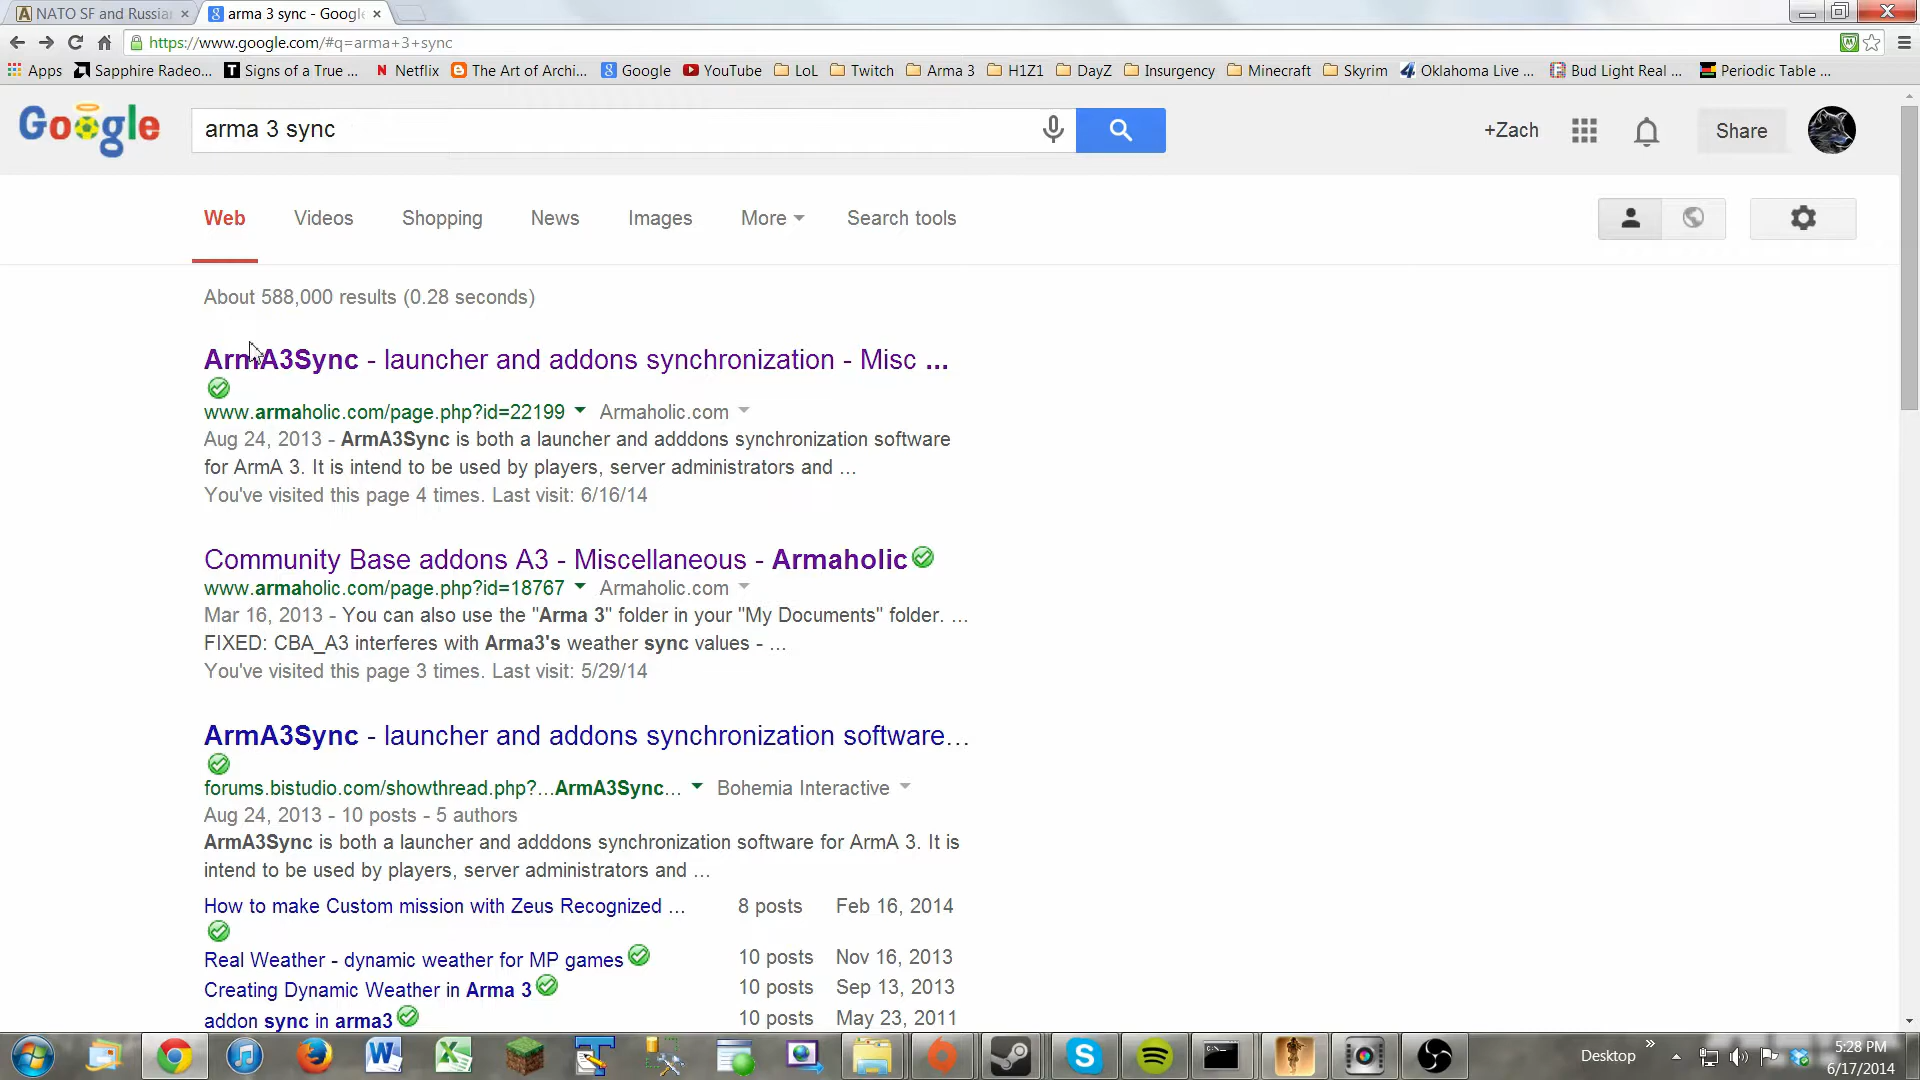 NATO SF and Russian
arma 3 sync - Google
https://www.google.com/#q=arma+3+sync
Apps Sapphire Radeo... Signs of a True ... Netflix The Art of Archi... Google YouTube LoL Twitch Arma 3 H1Z1 DayZ Insurgency Minecraft Skyrim Oklahoma Live ... Bud Light Real ... Periodic Table ...
Google
arma 3 sync
+Zach
Share
Web Videos Shopping News Images More Search tools
About 588,000 results (0.28 seconds)
ArmA3Sync - launcher and addons synchronization - Misc ...
www.armaholic.com/page.php?id=22199 Armaholic.com
Aug 24, 2013 - ArmA3Sync is both a launcher and adddons synchronization software
for ArmA 3. It is intend to be used by players, server administrators and ...
You've visited this page 4 times. Last visit: 6/16/14
Community Base addons A3 - Miscellaneous - Armaholic
www.armaholic.com/page.php?id=18767 Armaholic.com
Mar 16, 2013 - You can also use the "Arma 3" folder in your "My Documents" folder. ...
FIXED: CBA_A3 interferes with Arma3's weather sync values - ...
You've visited this page 3 times. Last visit: 5/29/14
ArmA3Sync - launcher and addons synchronization software...
forums.bistudio.com/showthread.php?...ArmA3Sync... Bohemia Interactive
Aug 24, 2013 - 10 posts - 5 authors
ArmA3Sync is both a launcher and adddons synchronization software for ArmA 3. It is
intend to be used by players, server administrators and ...
How to make Custom mission with Zeus Recognized ... 8 posts Feb 16, 2014
Real Weather - dynamic weather for MP games 10 posts Nov 16, 2013
Creating Dynamic Weather in Arma 3 10 posts Sep 13, 2013
addon sync in arma3 10 posts May 23, 2011
Desktop
5:28 PM
6/17/2014